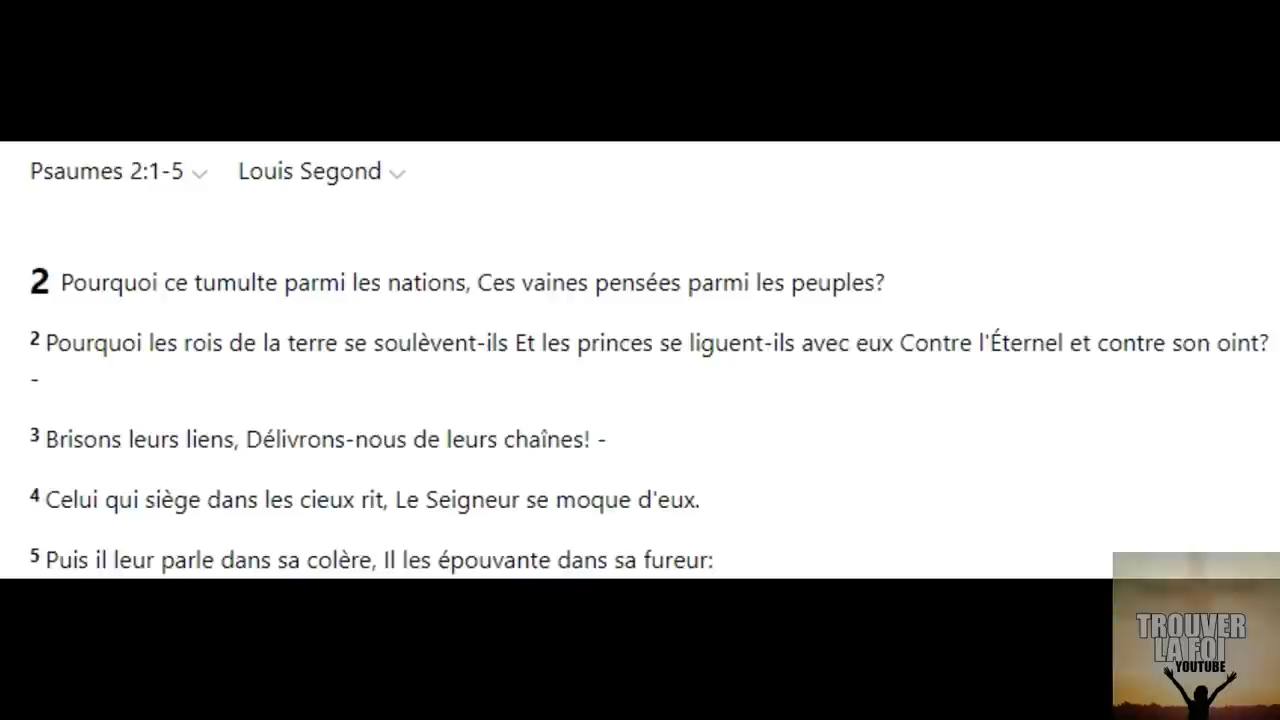 Psaumes 2:1-5 Louis Segond
2 Pourquoi ce tumulte parmi les nations, Ces vaines pensées parmi les peuples?
2 Pourquoi les rois de la terre se soulèvent-ils Et les princes se liguent-ils avec eux Contre l'Éternel et contre son oint?
-
3 Brisons leurs liens, Délivrons-nous de leurs chaînes! -
4 Celui qui siège dans les cieux rit, Le Seigneur se moque d'eux.
5 Puis il leur parle dans sa colère, Il les épouvante dans sa fureur:
TROUVER
LA FOI
YOUTUBE